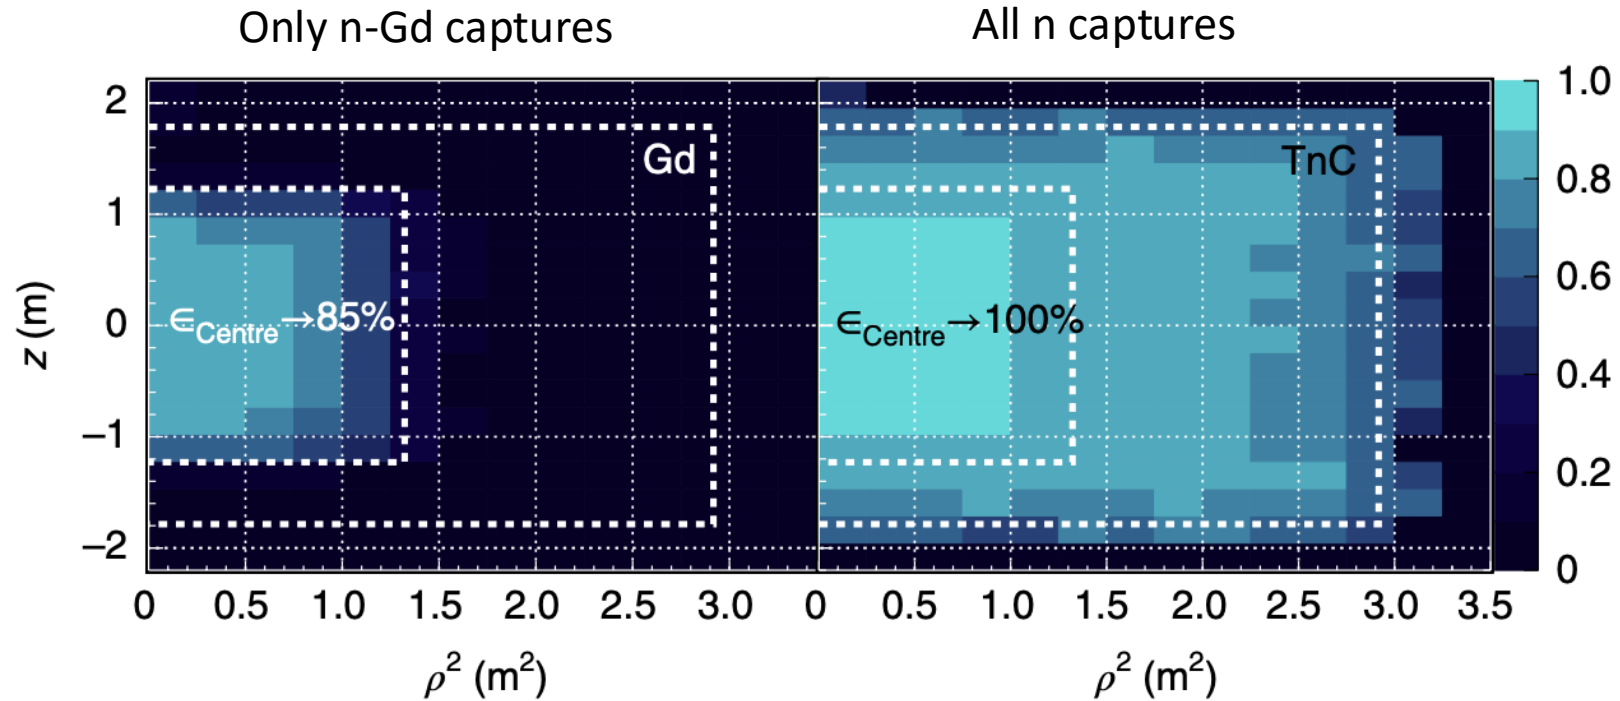 Only n-Gd captures
All n captures
z (m)
2
1
0
−1
−2
Gd
∈Centre→85%
0 0.5 1.0 1.5 2.0 2.5 3.0
ρ² (m²)
TnC
∈Centre→100%
0 0.5 1.0 1.5 2.0 2.5 3.0 3.5
ρ² (m²)
1.0
0.8
0.6
0.4
0.2
0